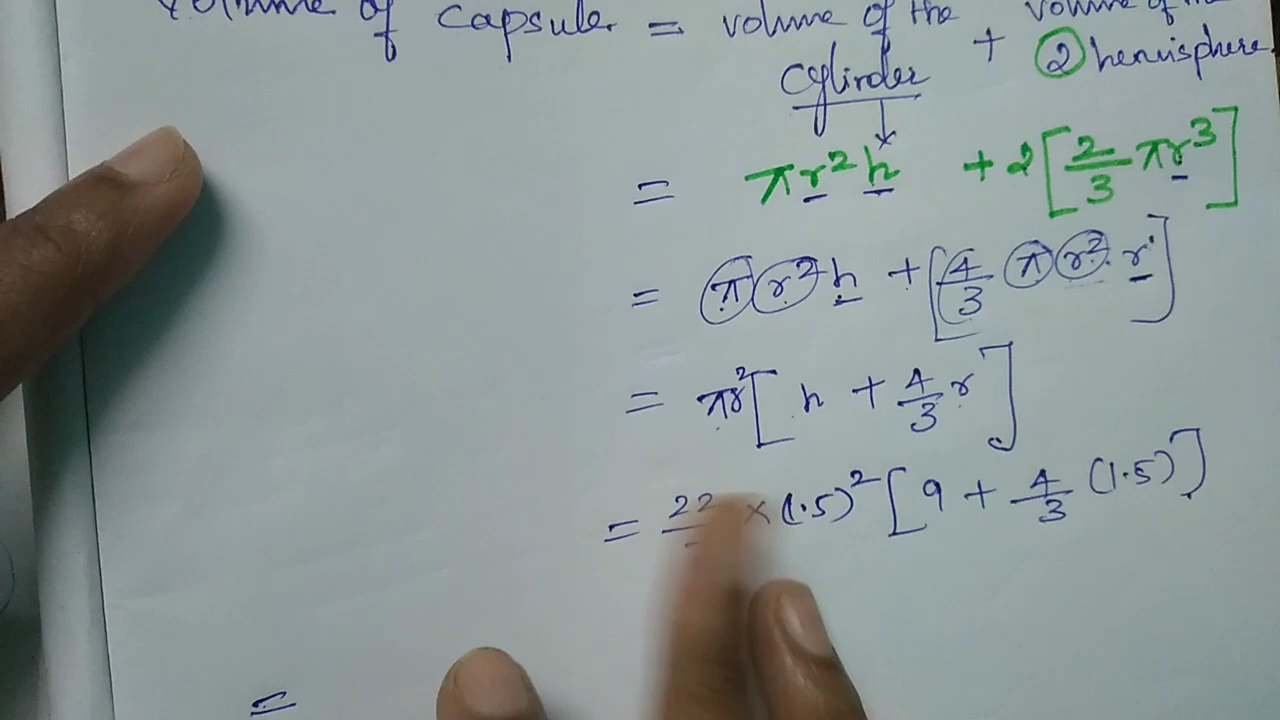 Volume of capsule = volume of the cylinder + volume of the 2 hemisphere
= πr²h + 2[2/3 πr³]
= πr²h + [4/3 πr².r]
= πr²[h + 4/3 r]
= 22 × (1.5)² [9 + 4/3 (1.5)]
=